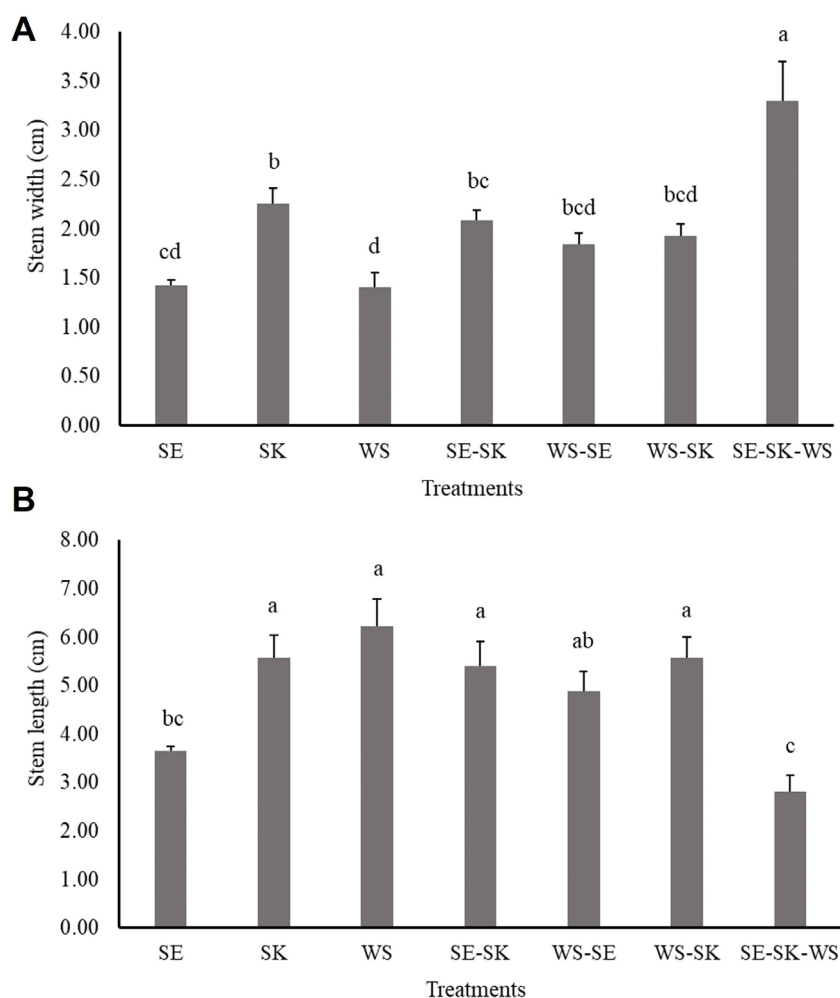 A
Stem width (cm)
4.00
3.50
3.00
2.50
2.00
1.50
1.00
0.50
0.00
cd
b
d
bc
bcd
bcd
a
SE SK WS SE-SK WS-SE WS-SK SE-SK-WS
Treatments
B
Stem length (cm)
8.00
7.00
6.00
5.00
4.00
3.00
2.00
1.00
0.00
bc
a
a
a
ab
a
c
SE SK WS SE-SK WS-SE WS-SK SE-SK-WS
Treatments